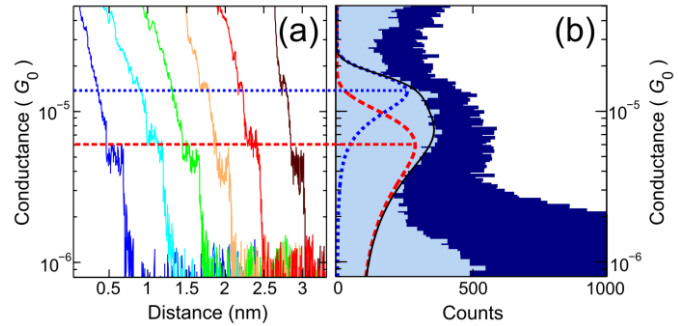 (a)
(b)
Conductance ( G₀ )
10⁻⁵
10⁻⁶
0.5 1 1.5 2 2.5 3
Distance (nm)
0 500 1000
Counts
10⁻⁵
10⁻⁶
Conductance ( G₀ )